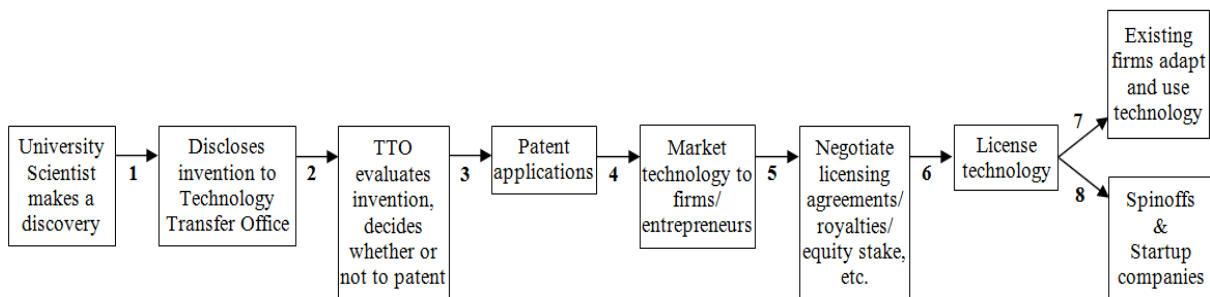 University
Scientist
makes a
discovery
1
Discloses
invention to
Technology
Transfer Office
2
TTO
evaluates
invention,
decides
whether or
not to patent
3
Patent
applications
4
Market
technology to
firms/
entrepreneurs
5
Negotiate
licensing
agreements/
royalties/
equity stake,
etc.
6
License
technology
7
Existing
firms adapt
and use
technology
8
Spinoffs
&
Startup
companies